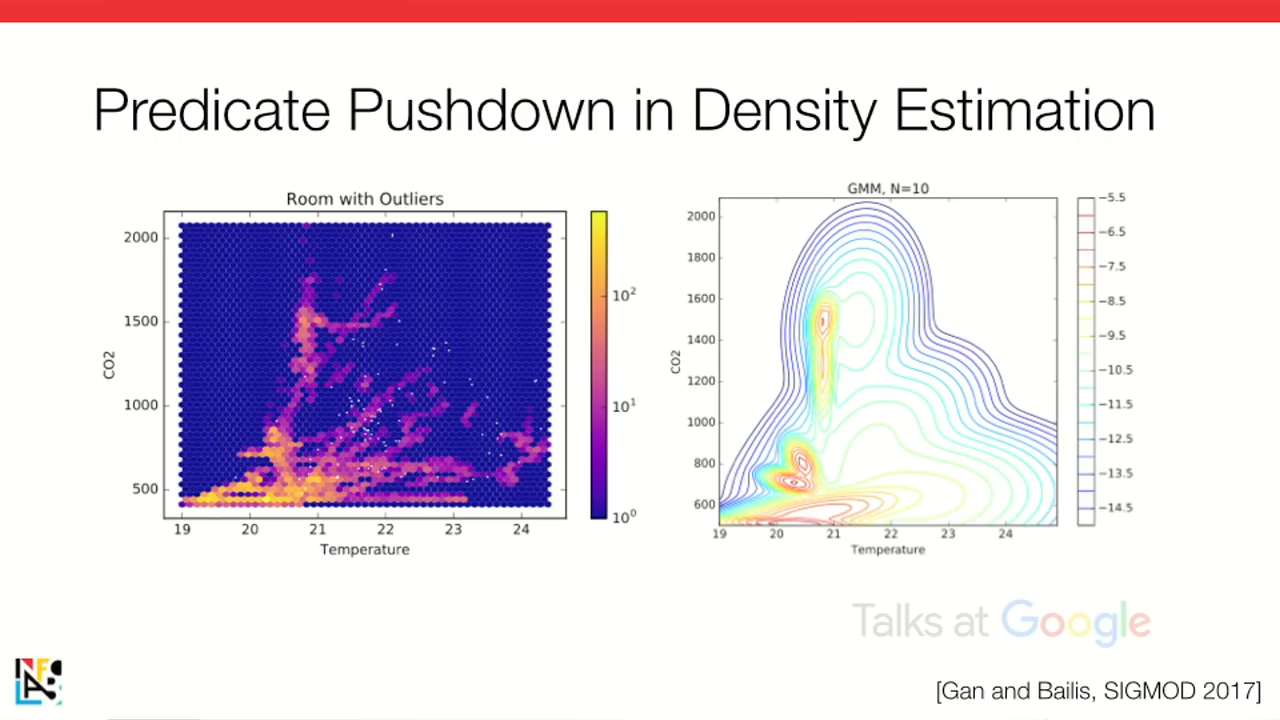 Predicate Pushdown in Density Estimation
Room with Outliers
2000
1500
1000
500
CO2
19 20 21 22 23 24
Temperature
10^2
10^1
10^0
GMM, N=10
2000
1800
1600
1400
1200
1000
800
600
CO2
19 20 21 22 23 24
Temperature
−5.5
−6.5
−7.5
−8.5
−9.5
−10.5
−11.5
−12.5
−13.5
−14.5
Talks at Google
[Gan and Bailis, SIGMOD 2017]